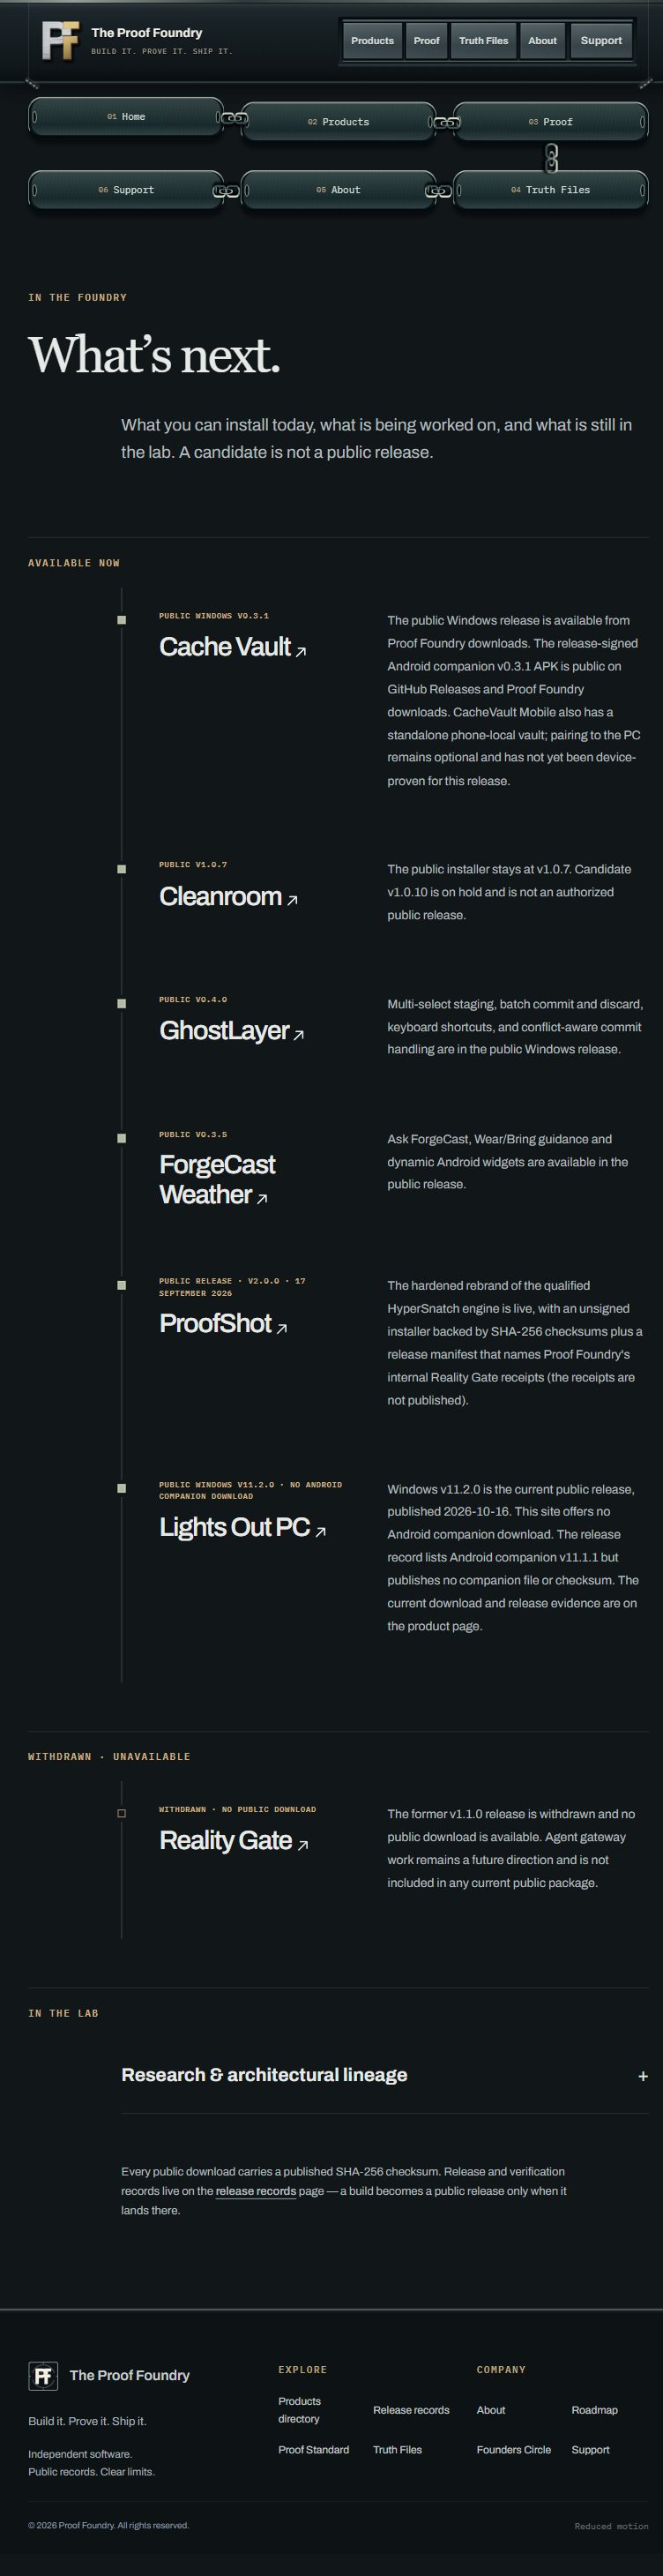 The Proof Foundry
BUILD IT. PROVE IT. SHIP IT.
Products
Proof
Truth Files
About
Support
01 Home
02 Products
03 Proof
06 Support
05 About
04 Truth Files
IN THE FOUNDRY
What's next.
What you can install today, what is being worked on, and what is still in
the lab. A candidate is not a public release.
AVAILABLE NOW
PUBLIC WINDOWS V0.3.1
Cache Vault ↗
The public Windows release is available from
Proof Foundry downloads. The release-signed
Android companion v0.3.1 APK is public on
GitHub Releases and Proof Foundry
downloads. CacheVault Mobile also has a
standalone phone-local vault; pairing to the PC
remains optional and has not yet been device-
proven for this release.
PUBLIC V1.0.7
Cleanroom ↗
The public installer stays at v1.0.7. Candidate
v1.0.10 is on hold and is not an authorized
public release.
PUBLIC V0.4.0
GhostLayer ↗
Multi-select staging, batch commit and discard,
keyboard shortcuts, and conflict-aware commit
handling are in the public Windows release.
PUBLIC V0.3.5
ForgeCast
Weather ↗
Ask ForgeCast, Wear/Bring guidance and
dynamic Android widgets are available in the
public release.
PUBLIC RELEASE · V2.0.0 · 17
SEPTEMBER 2026
ProofShot ↗
The hardened rebrand of the qualified
HyperSnatch engine is live, with an unsigned
installer backed by SHA-256 checksums plus a
release manifest that names Proof Foundry's
internal Reality Gate receipts (the receipts are
not published).
PUBLIC WINDOWS V11.2.0 · NO ANDROID
COMPANION DOWNLOAD
Lights Out PC ↗
Windows v11.2.0 is the current public release,
published 2026-10-16. This site offers no
Android companion download. The release
record lists Android companion v11.1.1 but
publishes no companion file or checksum. The
current download and release evidence are on
the product page.
WITHDRAWN · UNAVAILABLE
WITHDRAWN · NO PUBLIC DOWNLOAD
Reality Gate ↗
The former v1.1.0 release is withdrawn and no
public download is available. Agent gateway
work remains a future direction and is not
included in any current public package.
IN THE LAB
Research & architectural lineage
+
Every public download carries a published SHA-256 checksum. Release and verification
records live on the release records page — a build becomes a public release only when it
lands there.
PF The Proof Foundry
Build it. Prove it. Ship it.
Independent software.
Public records. Clear limits.
EXPLORE
Products
directory
Release records
Proof Standard
Truth Files
COMPANY
About
Roadmap
Founders Circle
Support
© 2026 Proof Foundry. All rights reserved.
Reduced motion